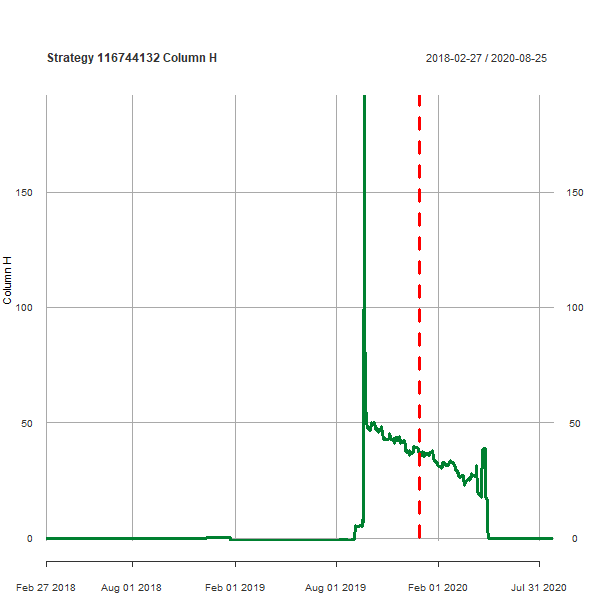 Strategy 116744132 Column H
2018-02-27 / 2020-08-25
150
150
100
100
50
50
0
0
Column H
Feb 27 2018
Aug 01 2018
Feb 01 2019
Aug 01 2019
Feb 01 2020
Jul 31 2020